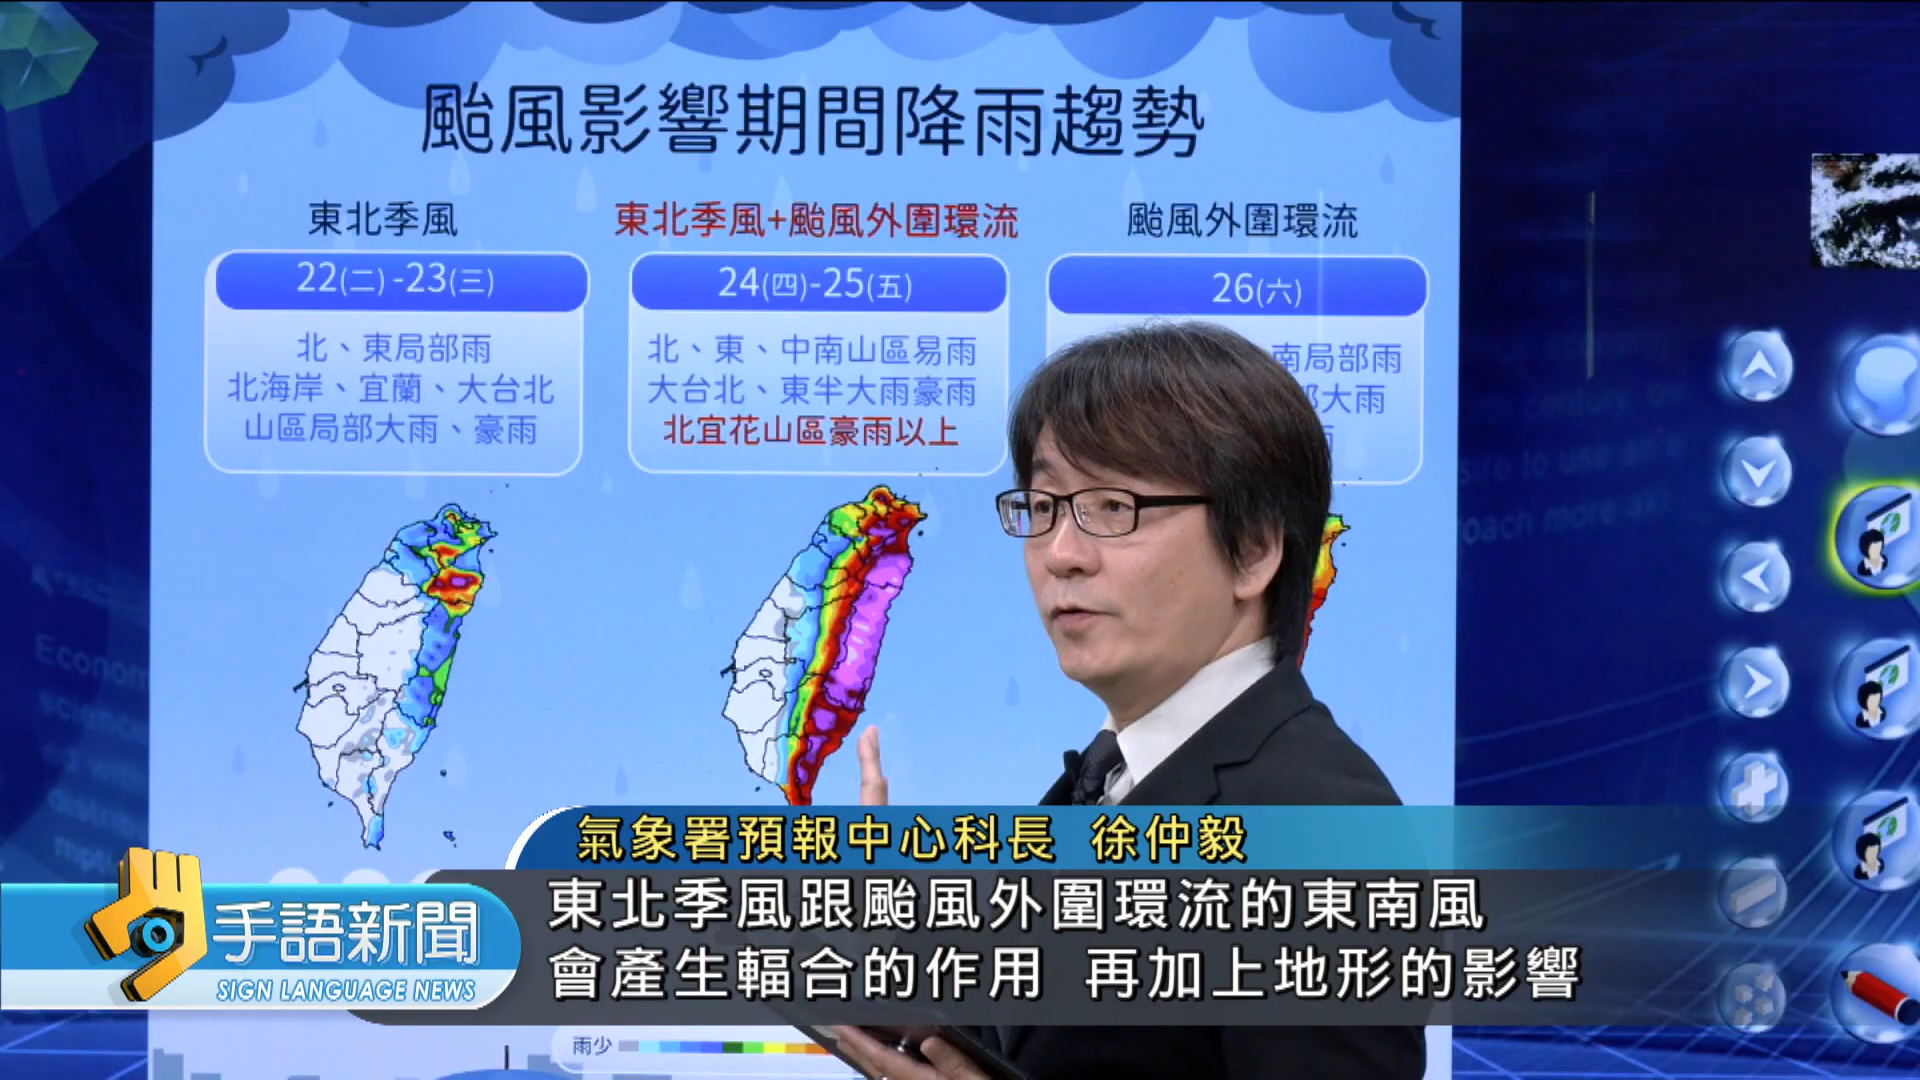 颱風影響期間降雨趨勢
東北季風
22(二)-23(三)
北、東局部雨
北海岸、宜蘭、大台北
山區局部大雨、豪雨
東北季風+颱風外圍環流
24(四)-25(五)
北、東、中南山區易雨
大台北、東半大雨豪雨
北宜花山區豪雨以上
颱風外圍環流
26(六)
南局部雨
大雨
氣象署預報中心科長 徐仲毅
東北季風跟颱風外圍環流的東南風
會產生輻合的作用 再加上地形的影響
手語新聞
SIGN LANGUAGE NEWS
雨少